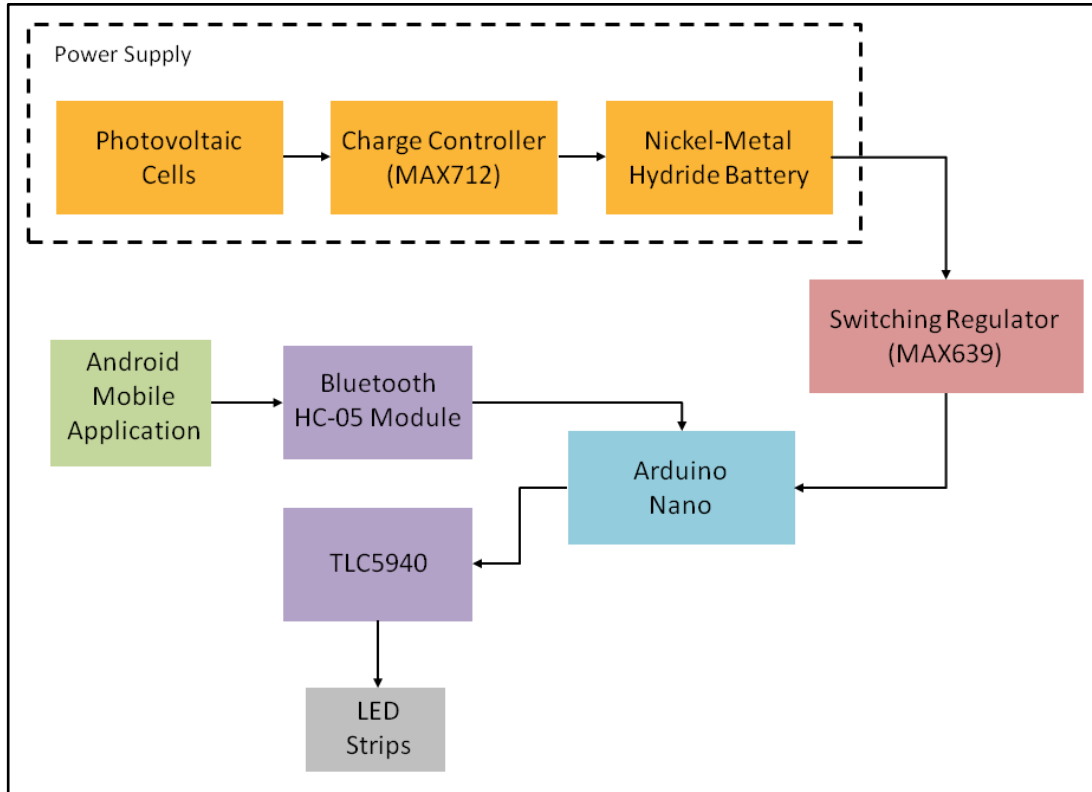 Power Supply
Photovoltaic
Cells
Charge Controller
(MAX712)
Nickel-Metal
Hydride Battery
Switching Regulator
(MAX639)
Android
Mobile
Application
Bluetooth
HC-05 Module
Arduino
Nano
TLC5940
LED
Strips